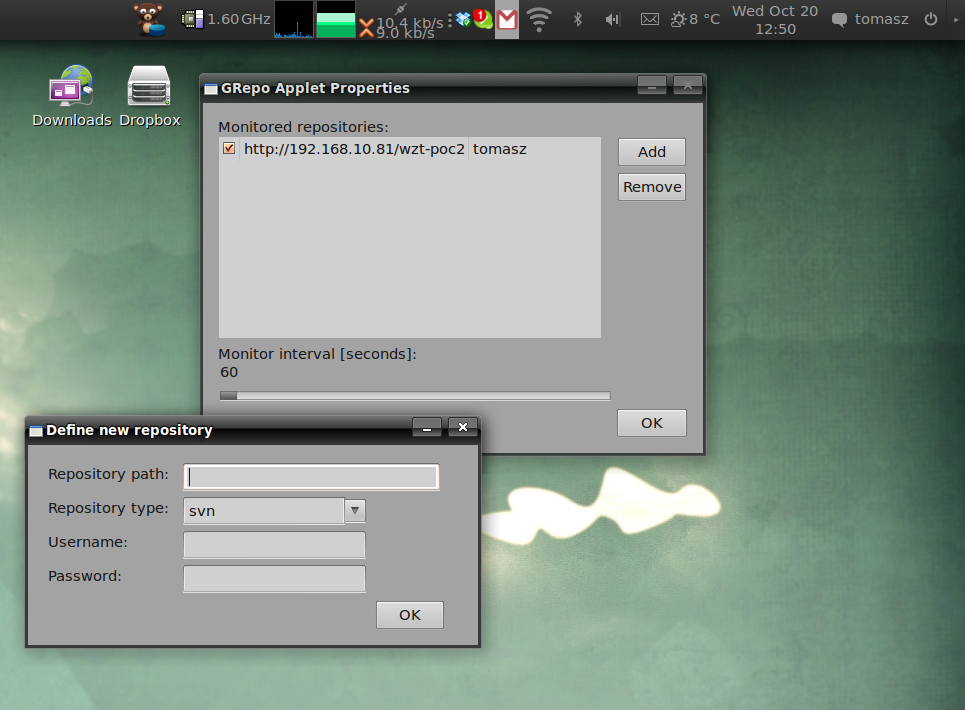 1.60 GHz
10.4 kb/s
9.0 kb/s
1
8 °C
Wed Oct 20
12:50
tomasz
Downloads
Dropbox
GRepo Applet Properties
Monitored repositories:
http://192.168.10.81/wzt-poc2 tomasz
Add
Remove
Monitor interval [seconds]:
60
OK
Define new repository
Repository path:
Repository type: svn
Username:
Password:
OK